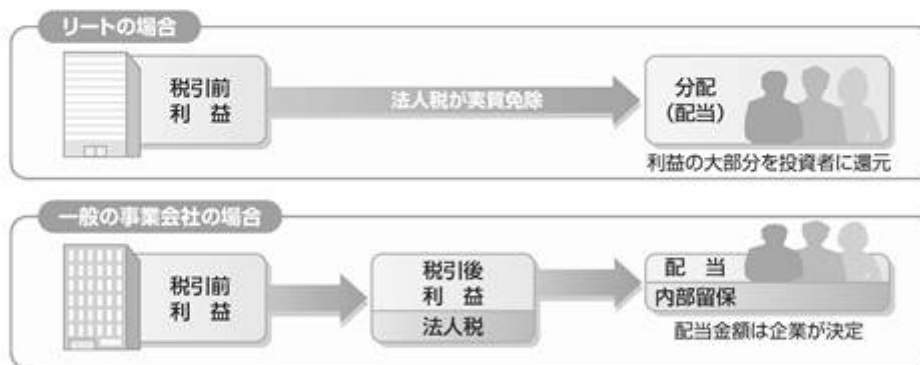 リートの場合
税引前
利 益
法人税が実質免除
分配
(配当)
利益の大部分を投資者に還元
一般の事業会社の場合
税引前
利 益
税引後
利 益
法人税
配 当
内部留保
配当金額は企業が決定